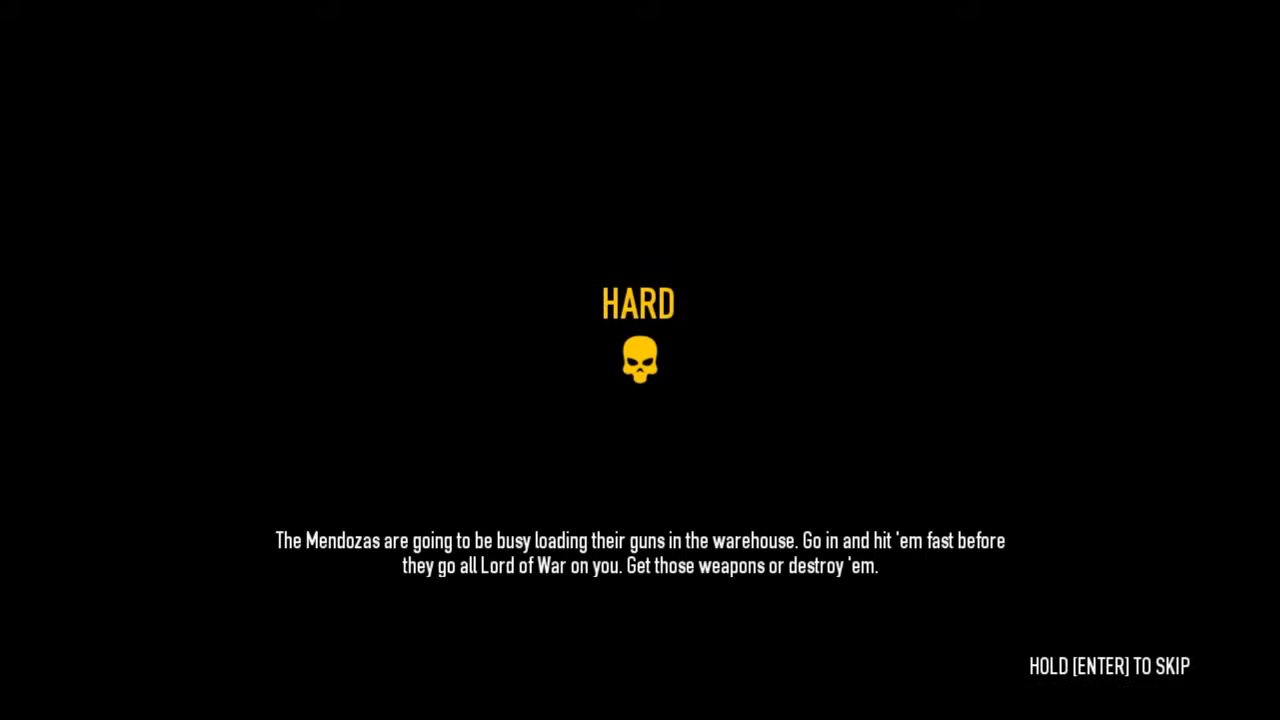 HARD
The Mendozas are going to be busy loading their guns in the warehouse. Go in and hit 'em fast before
they go all Lord of War on you. Get those weapons or destroy 'em.
HOLD [ENTER] TO SKIP